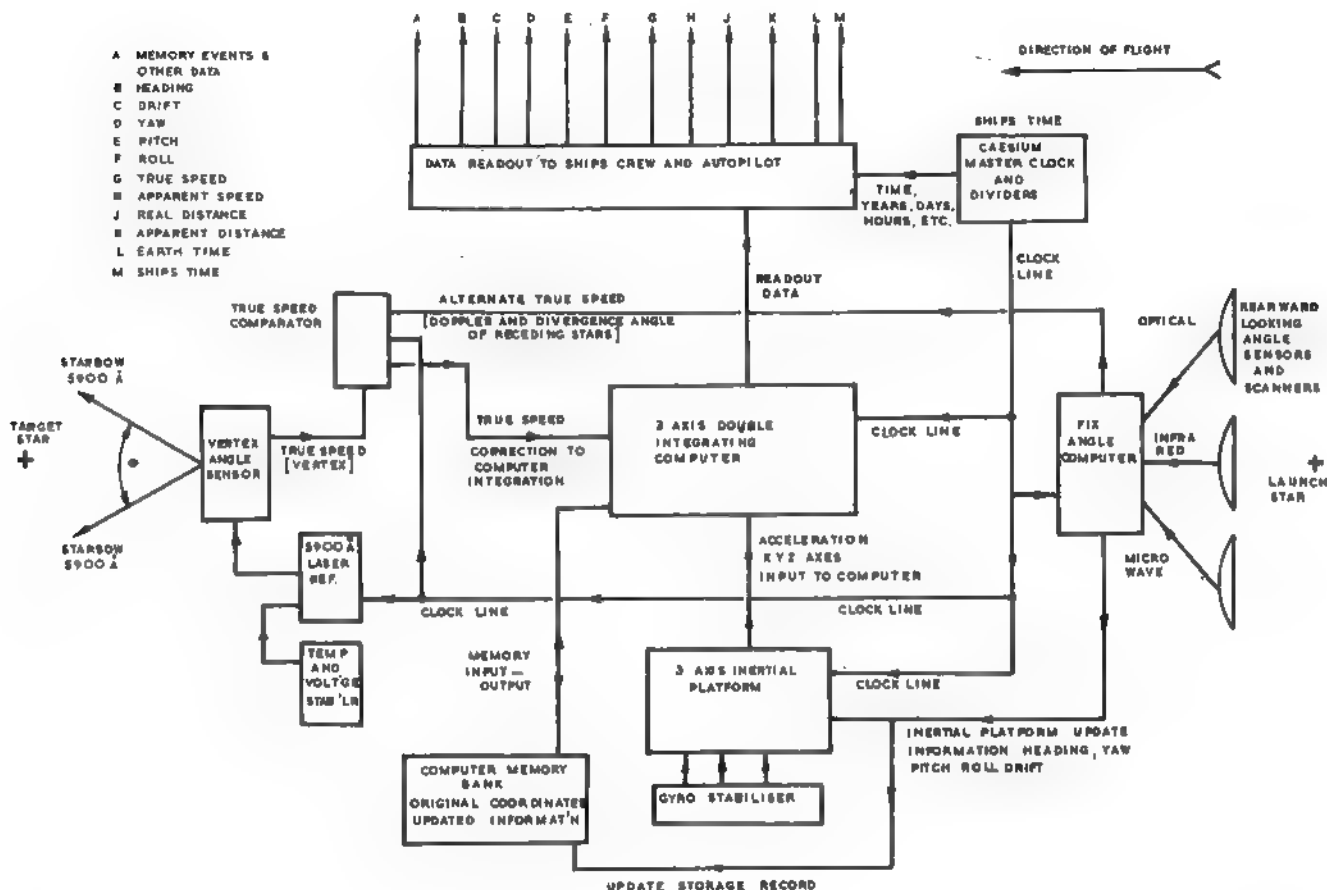 A B C D E F G H J K L M
A MEMORY EVENTS &
OTHER DATA
B HEADING
C DRIFT
D YAW
E PITCH
F ROLL
G TRUE SPEED
H APPARENT SPEED
J REAL DISTANCE
K APPARENT DISTANCE
L EARTH TIME
M SHIPS TIME
DIRECTION OF FLIGHT
DATA READOUT TO SHIPS CREW AND AUTOPILOT
SHIPS TIME
CAESIUM
MASTER CLOCK
AND
DIVIDERS
TIME,
YEARS, DAYS,
HOURS, ETC.
CLOCK
LINE
READOUT
DATA
TRUE SPEED
COMPARATOR
ALTERNATE TRUE SPEED
[DOPPLER AND DIVERGENCE ANGLE
OF RECEDING STARS]
OPTICAL
REARWARD
LOOKING
ANGLE
SENSORS
AND
SCANNERS
STARBOW
5900 Å
TARGET
STAR
+
STARBOW
5900 Å
VERTEX
ANGLE
SENSOR
TRUE SPEED
[VERTEX]
TRUE SPEED
CORRECTION TO
COMPUTER
INTEGRATION
3 AXIS DOUBLE
INTEGRATING
COMPUTER
CLOCK LINE
FIX
ANGLE
COMPUTER
INFRA
RED
+
LAUNCH
STAR
MICRO
WAVE
5900 Å
LASER
REF.
CLOCK LINE
ACCELERATION
XYZ AXES
INPUT TO COMPUTER
CLOCK LINE
TEMP
AND
VOLT'GE
STAB'LR
MEMORY
INPUT —
OUTPUT
3 AXIS INERTIAL
PLATFORM
CLOCK LINE
INERTIAL PLATFORM UPDATE
INFORMATION HEADING, YAW
PITCH ROLL DRIFT
COMPUTER MEMORY
BANK
ORIGINAL COORDINATES
UPDATED INFORMAT'N
GYRO STABILISER
UPDATE STORAGE RECORD